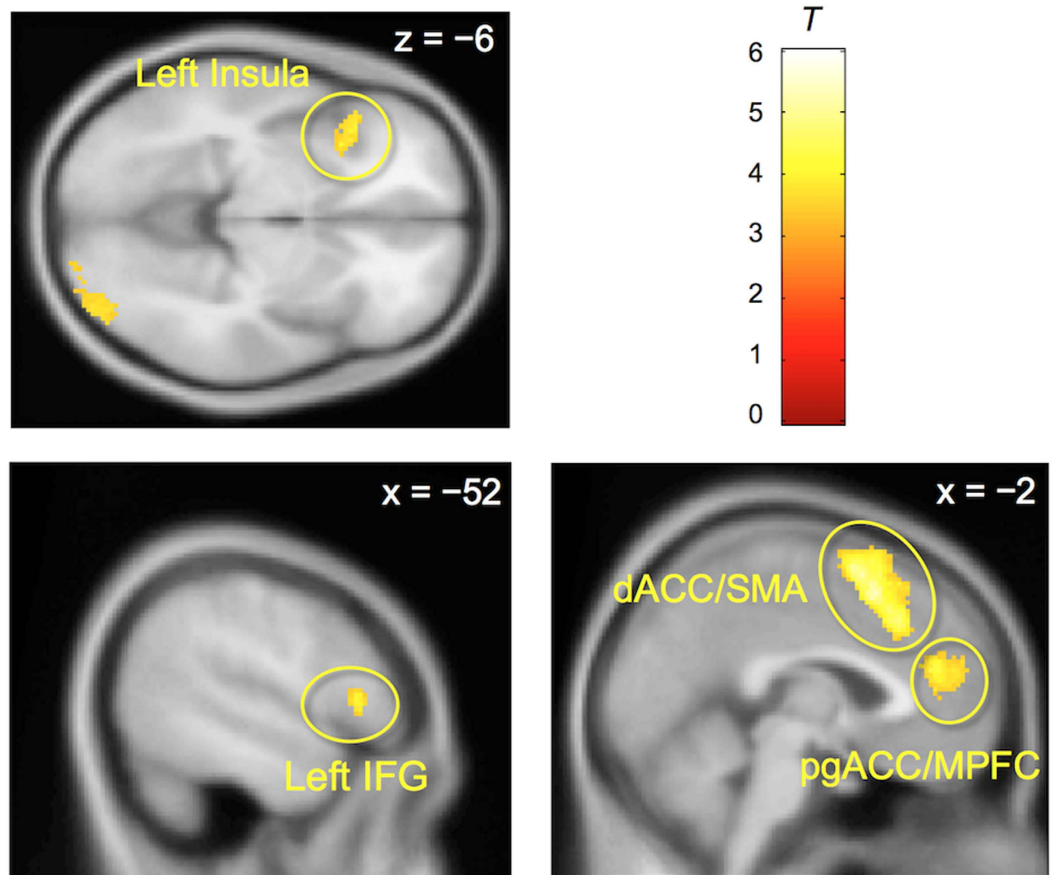 z = −6
Left Insula
T
6
5
4
3
2
1
0
x = −52
Left IFG
x = −2
dACC/SMA
pgACC/MPFC